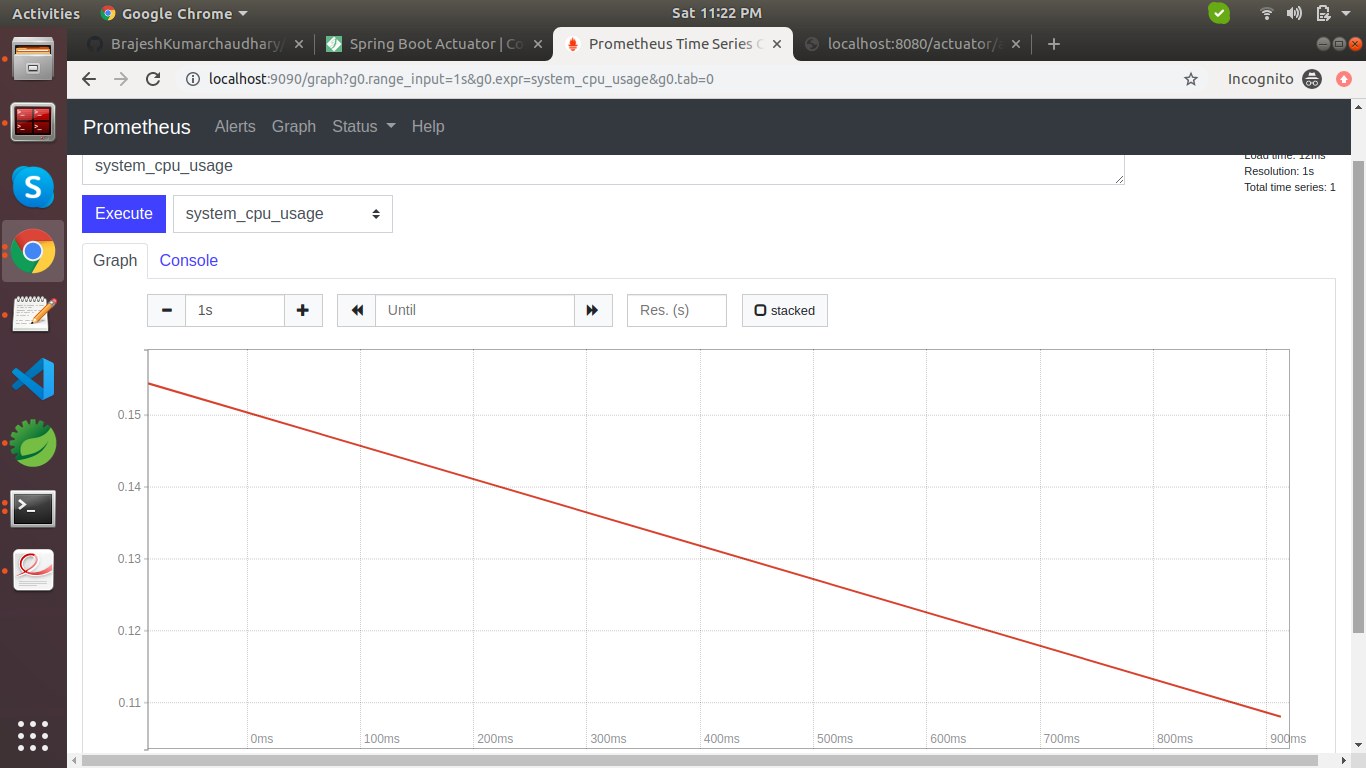 Activities Google Chrome Sat 11:22 PM
BrajeshKumarchaudhary/ Spring Boot Actuator | Co Prometheus Time Series C localhost:8080/actuator/
localhost:9090/graph?g0.range_input=1s&g0.expr=system_cpu_usage&g0.tab=0 Incognito
Prometheus Alerts Graph Status Help
Load time: 12ms
system_cpu_usage
Resolution: 1s
Total time series: 1
Execute system_cpu_usage
Graph Console
1s Until Res. (s) stacked
0.15
0.14
0.13
0.12
0.11
0ms 100ms 200ms 300ms 400ms 500ms 600ms 700ms 800ms 900ms